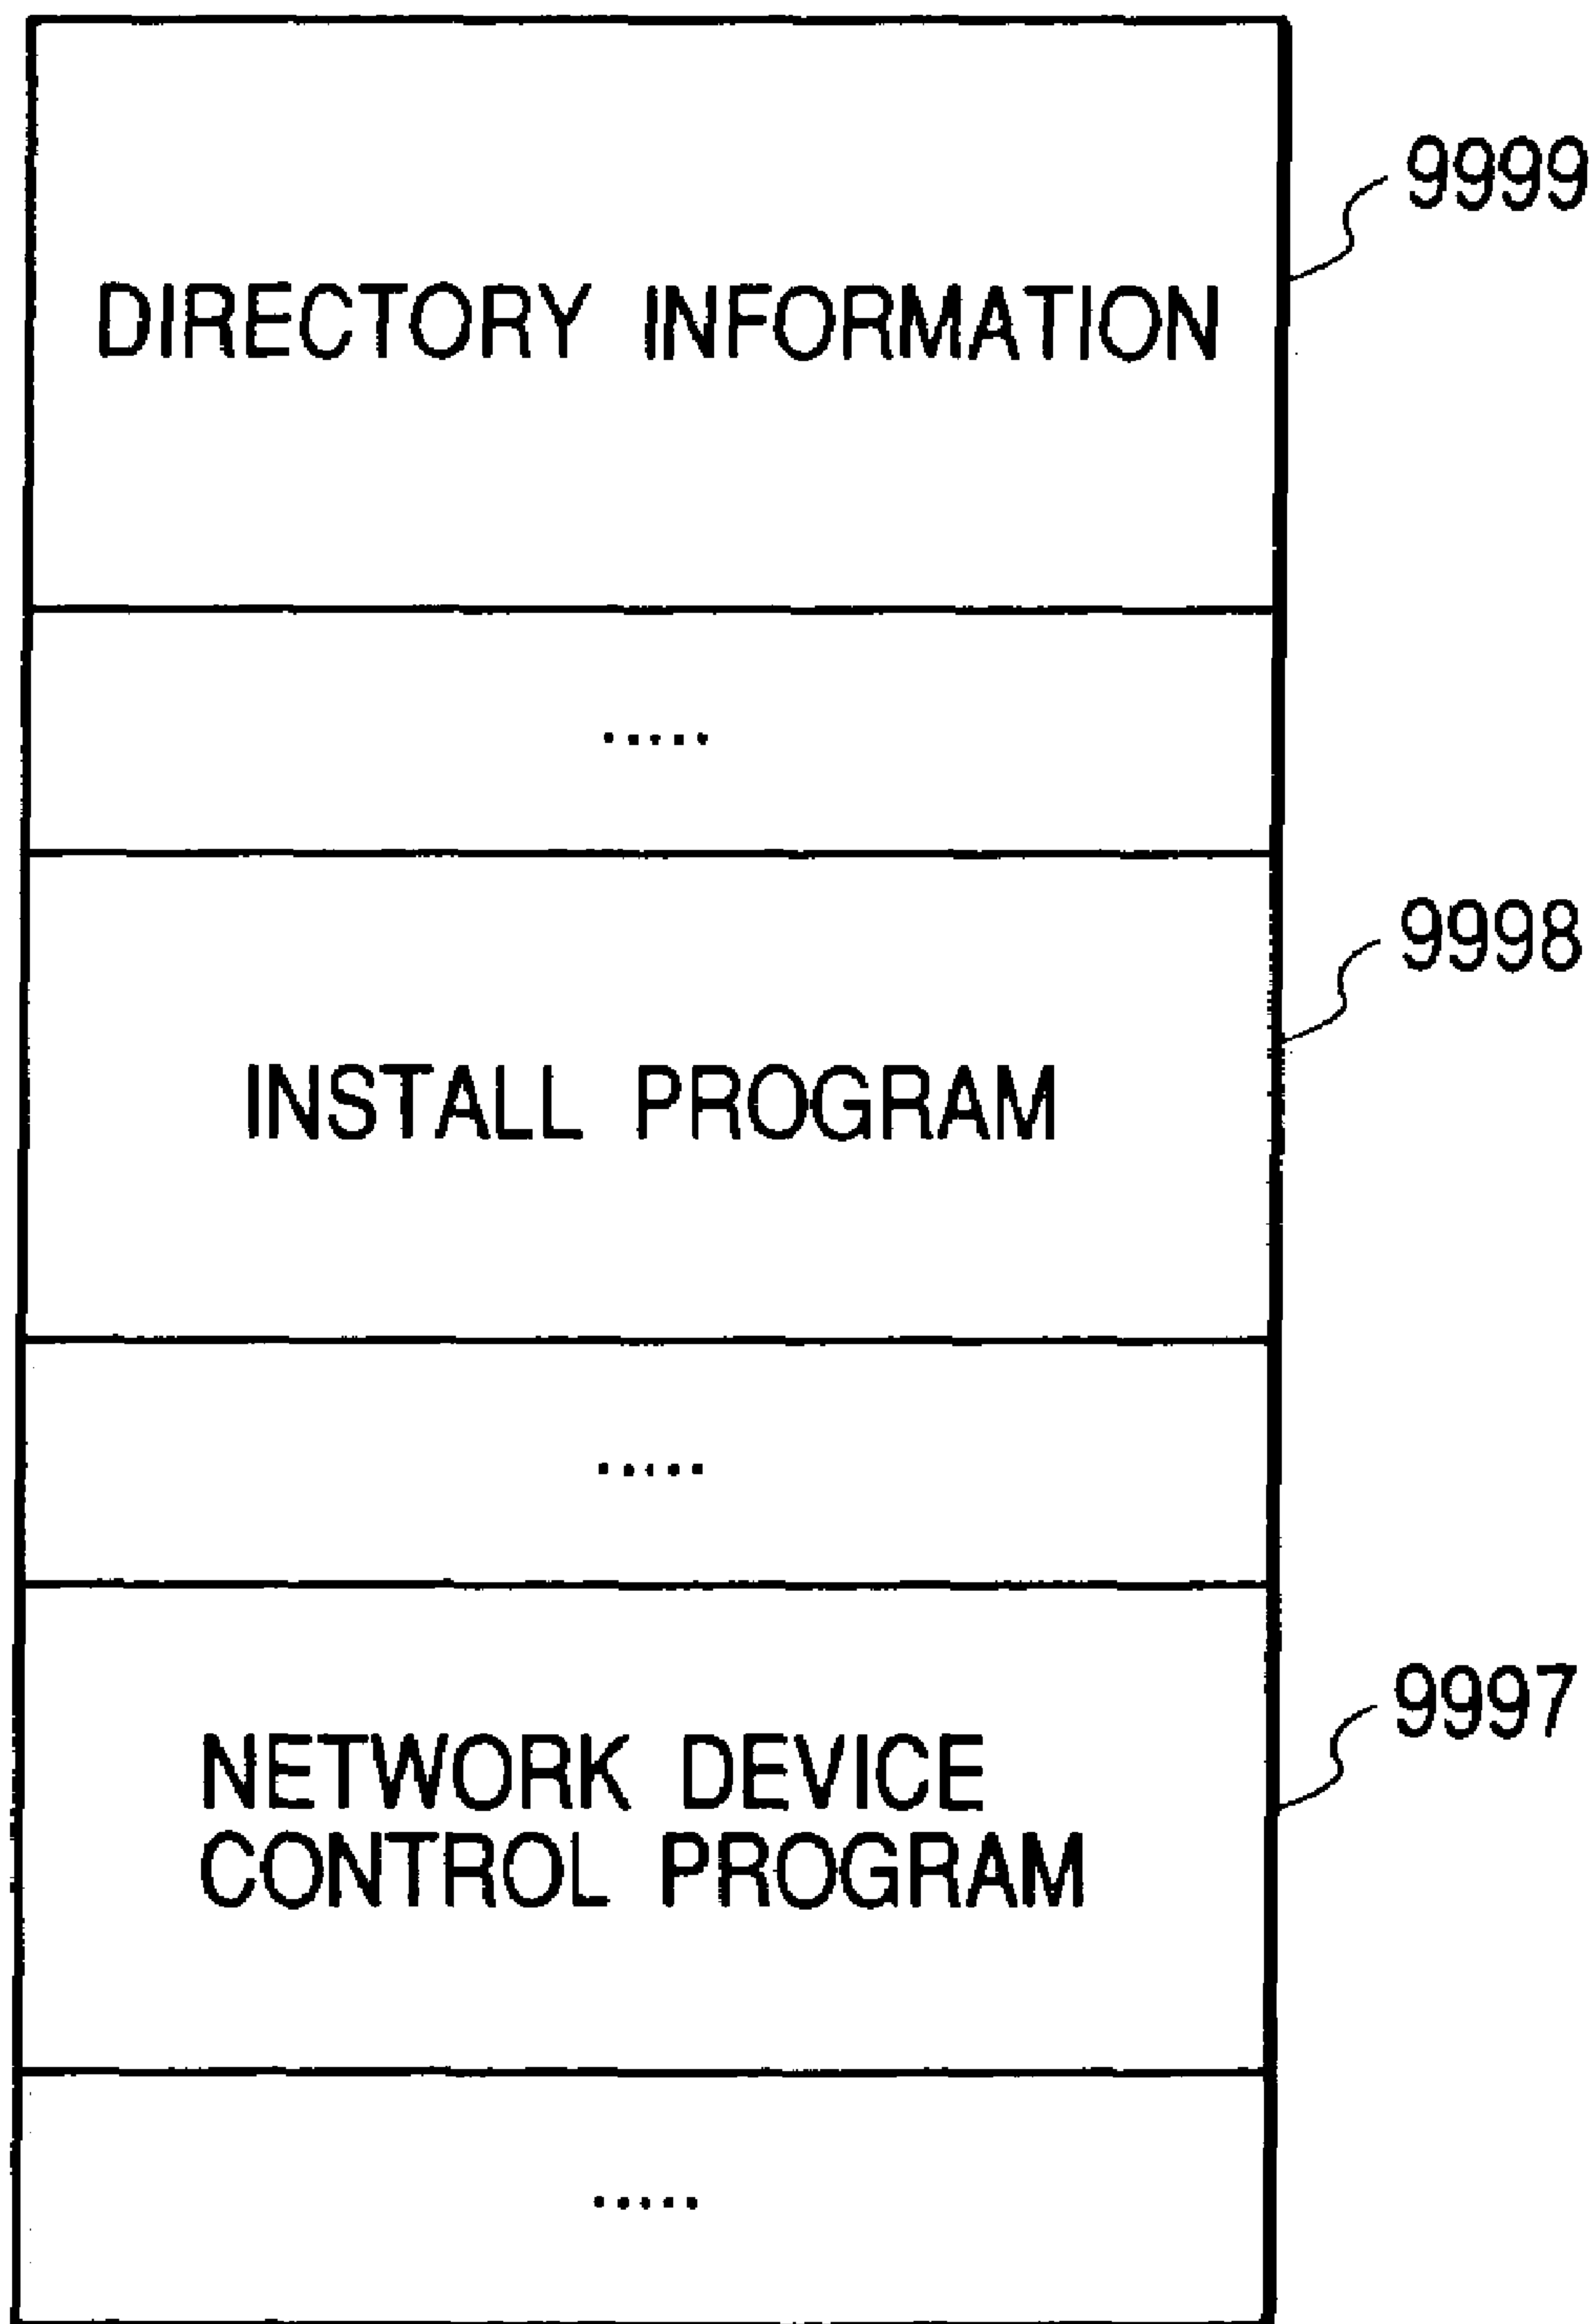 9999
DIRECTORY INFORMATION
.....
9998
INSTALL PROGRAM
.....
9997
NETWORK DEVICE
CONTROL PROGRAM
.....